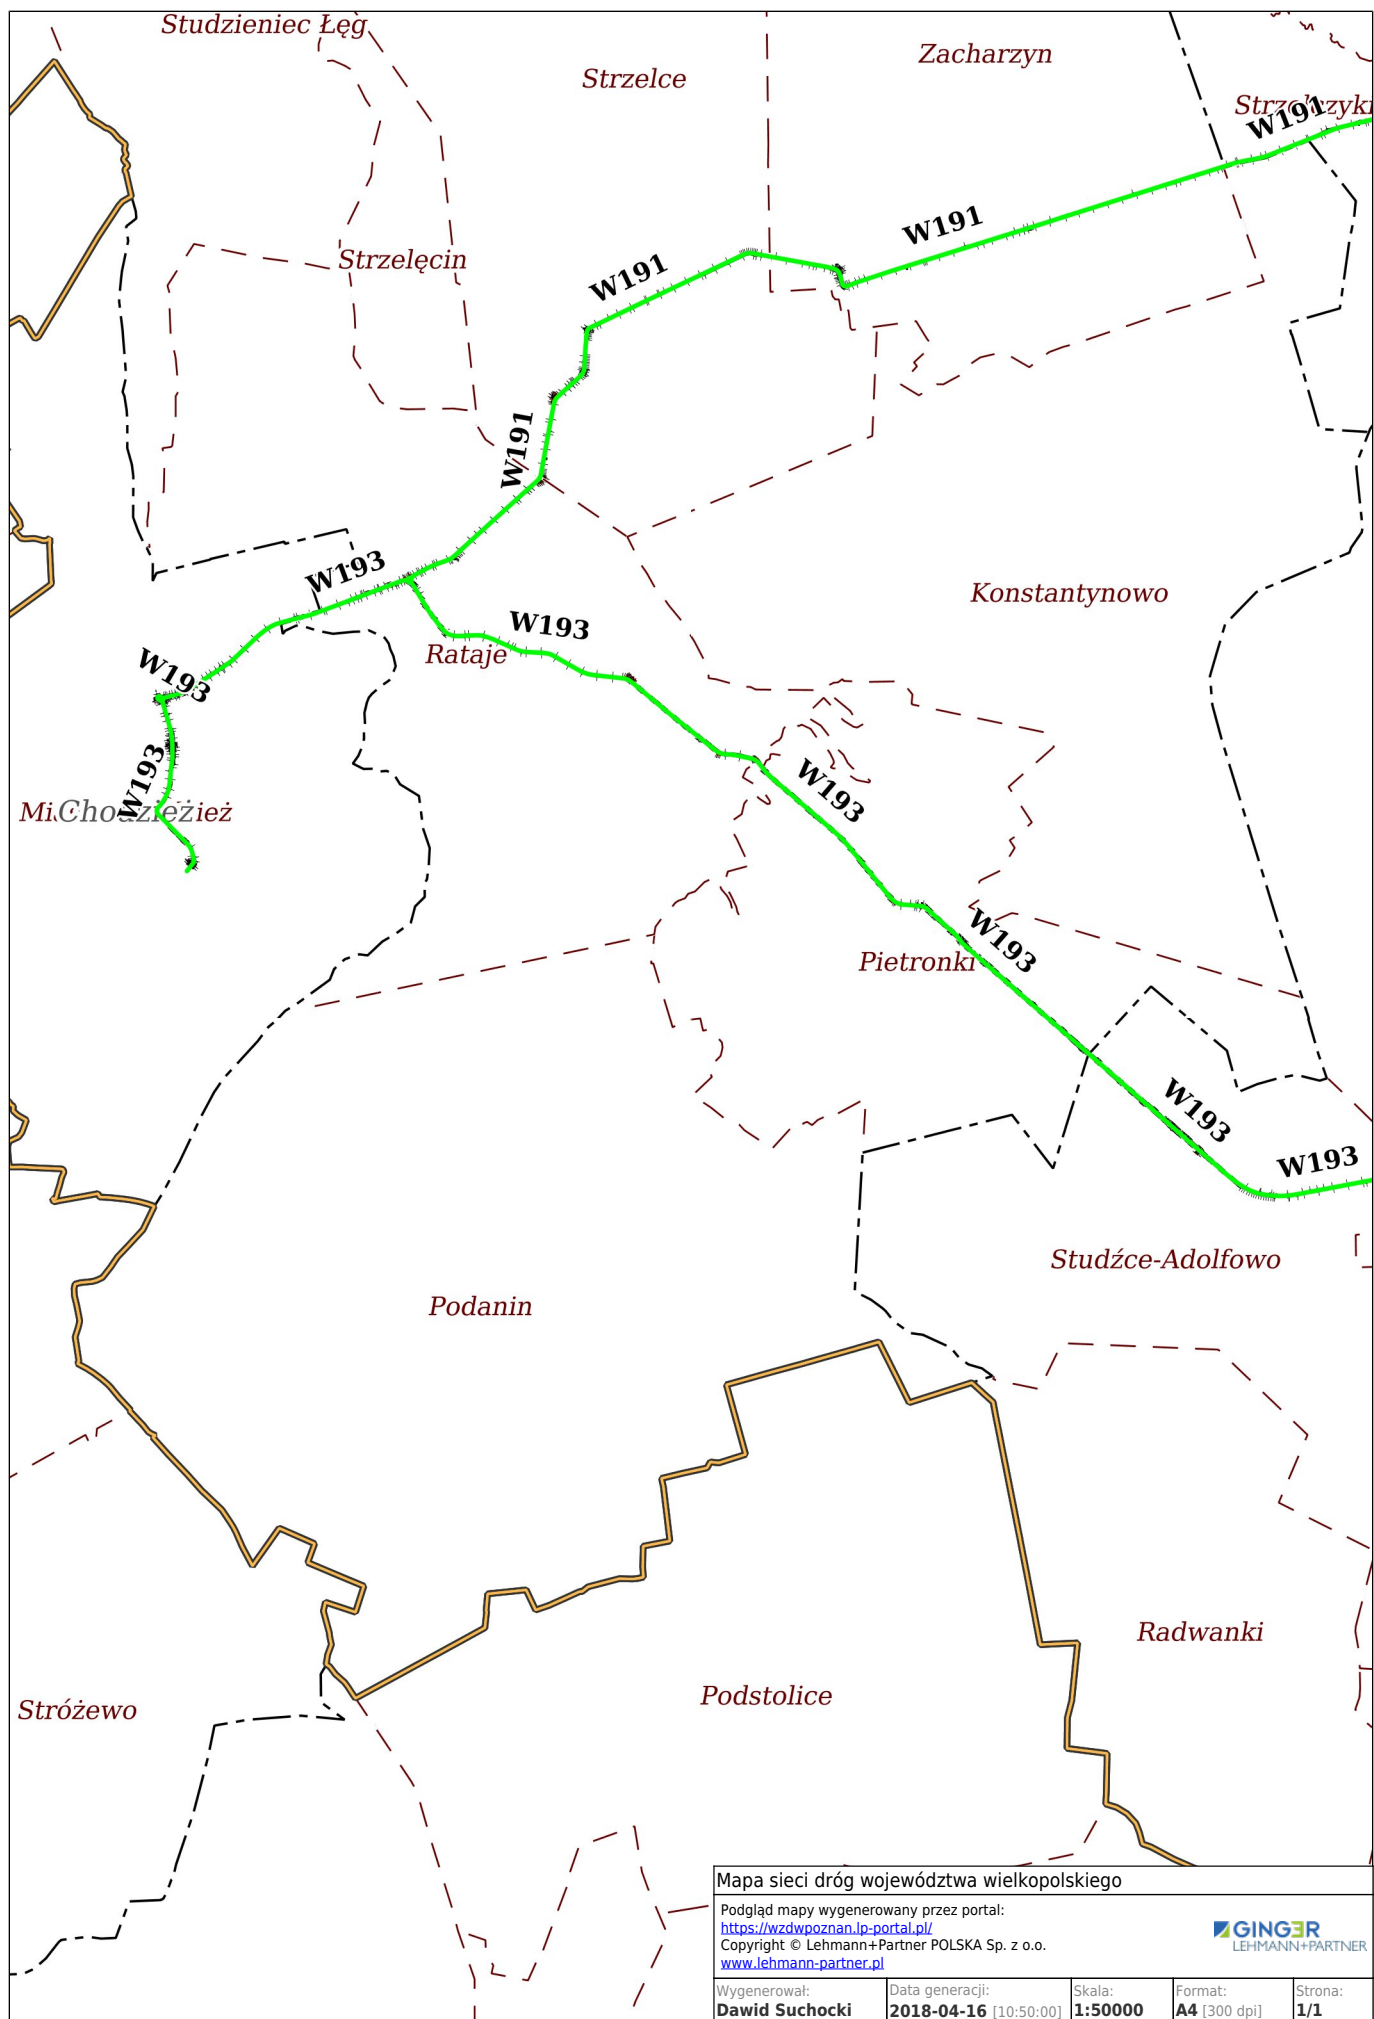 Studzieniec Łęg
Strzelce
Zacharzyn
W191
W191
Strzelęcin
W191
W191
W193
Konstantynowo
W193
Rataje
W193
W193
W193
Chodzież
Pietronki
W193
W193
W193
Studźce-Adolfowo
Podanin
Radwanki
Podstolice
Stróżewo
Mapa sieci dróg województwa wielkopolskiego
Podgląd mapy wygenerowany przez portal:
https://wzdwpoznan.lp-portal.pl/
Copyright © Lehmann+Partner POLSKA Sp. z o.o.
www.lehmann-partner.pl
GINGER
LEHMANN+PARTNER
Wygenerował: Data generacji: Skala: Format: Strona:
Dawid Suchocki 2018-04-16 [10:50:00] 1:50000 A4 [300 dpi] 1/1